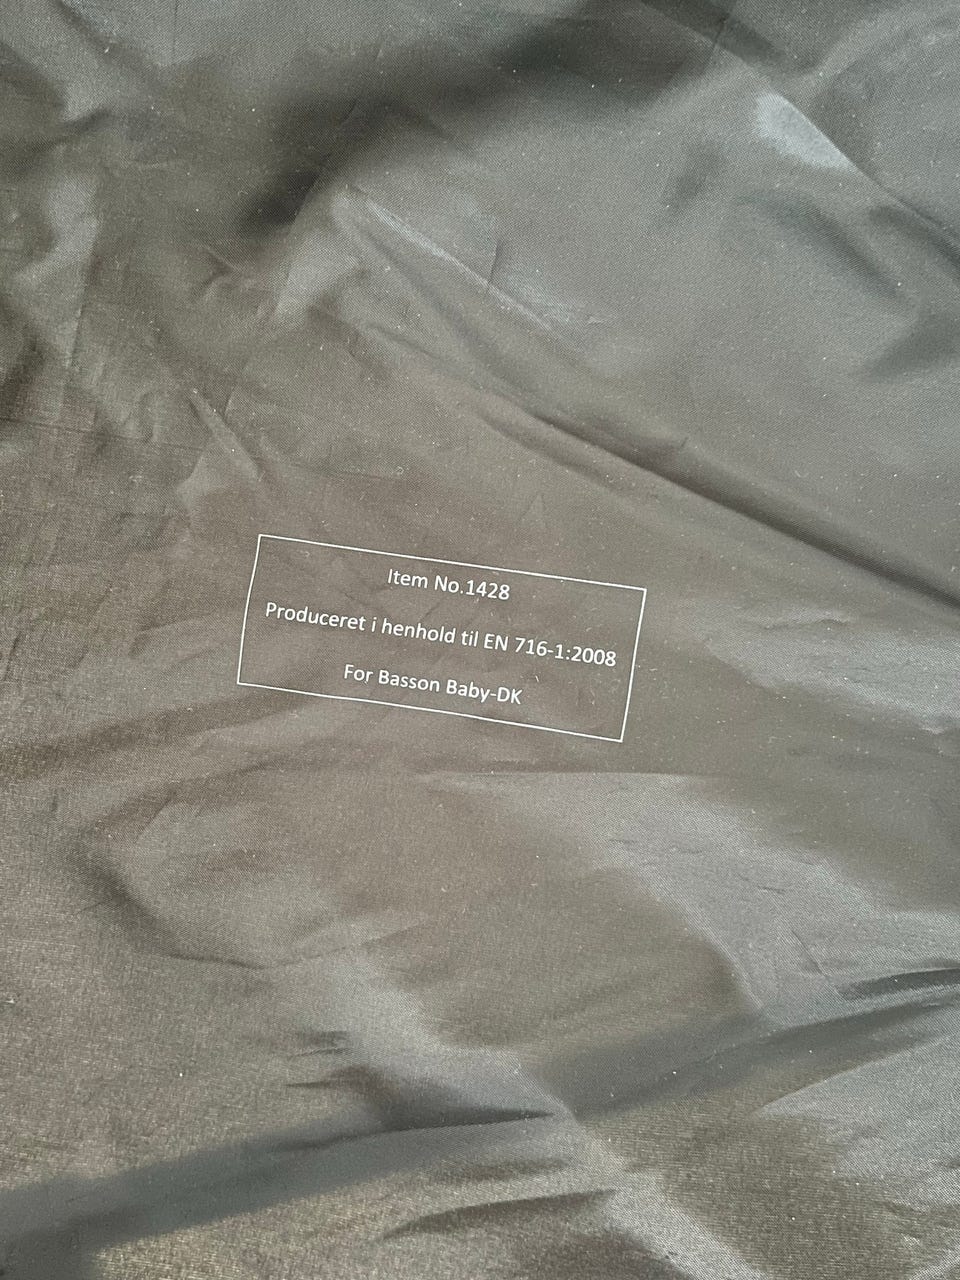 Item No.1428
Produceret i henhold til EN 716-1:2008
For Basson Baby-DK